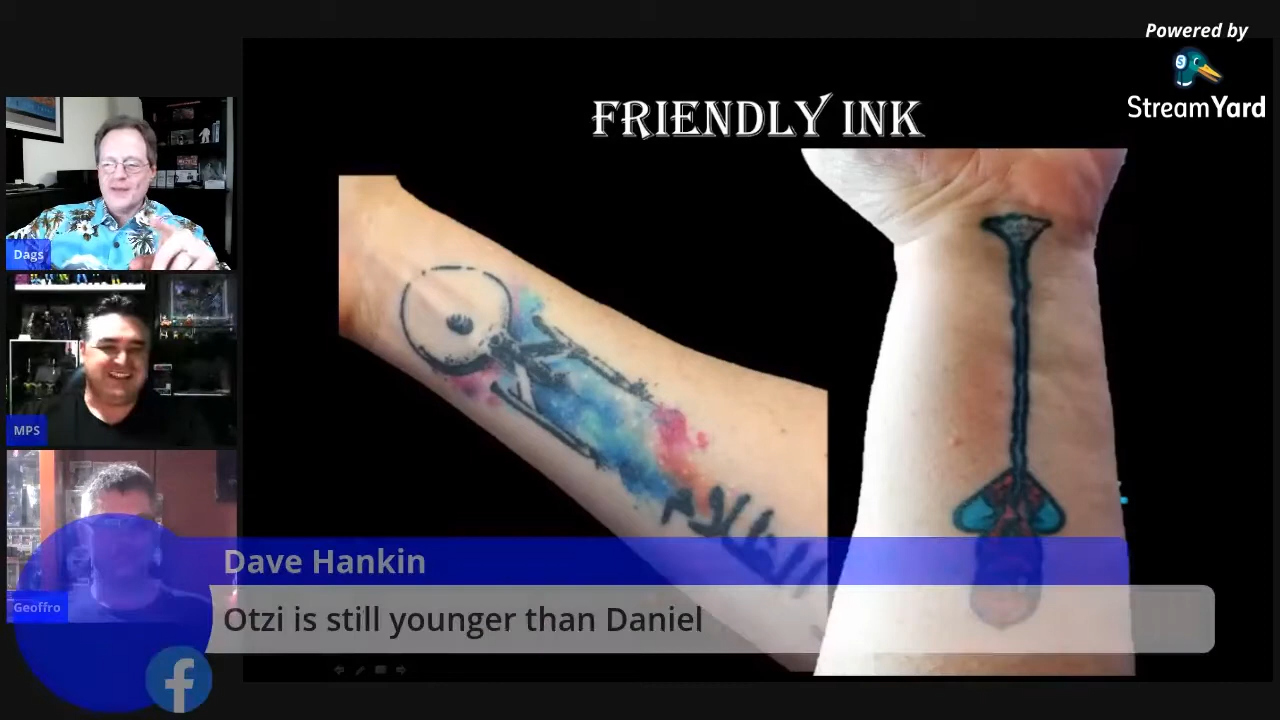 Powered by
StreamYard
FRIENDLY INK
Dags
MPS
Geoffro
Dave Hankin
Otzi is still younger than Daniel